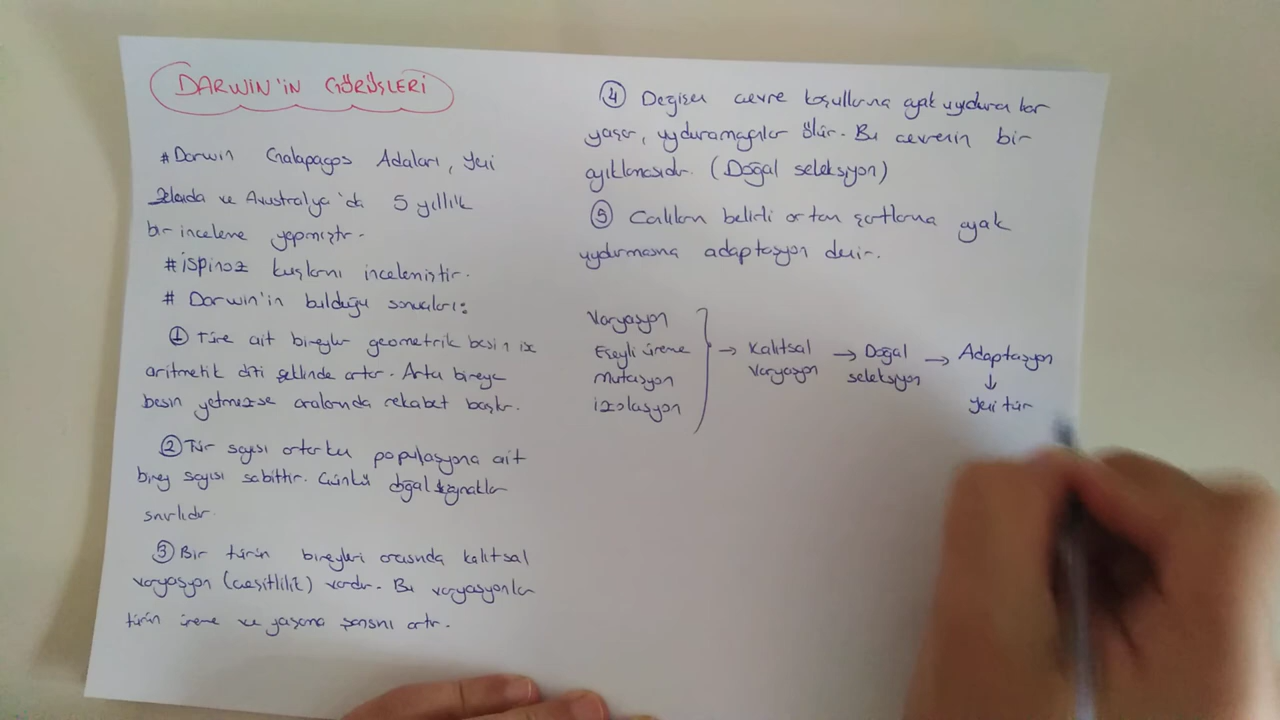 DARWIN'in GÖRÜŞLERİ
#Darwin Galapagos Adaları, Yeni
Zelanda ve Avustralya'da 5 yıllık
bir inceleme yapmıştır.
#ispinoz kuşlarını incelemiştir.
# Darwin'in bulduğu sonuçları:
① Türe ait bireyler geometrik besin ise
aritmetik dizi şeklinde artar. Artan bireye
besin yetmezse aralarında rekabet başlar.
② Tür sayısı artarken populasyona ait
birey sayısı sabittir. Çünkü doğal kaynaklar
sınırlıdır.
③ Bir türün bireyleri arasında kalıtsal
varyasyon (çeşitlilik) vardır. Bu varyasyonlar
türün üreme ve yaşama şansını artırır.
④ Değişen çevre koşullarına ayak uyduranlar
yaşar, uyduramayanlar ölür. Bu çevrenin bir
ayıklamasıdır. (Doğal seleksiyon)
⑤ Canlıların belirli ortam şartlarına ayak
uydurmasına adaptasyon denir.
Varyasyon
Eşeyli üreme
Mutasyon
izolasyon
→ Kalıtsal varyasyon → Doğal seleksiyon → Adaptasyon
↓
Yeni tür